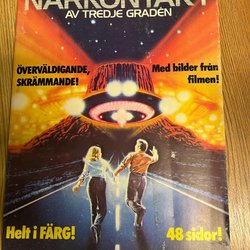 NÄRKONTAKT
AV TREDJE GRADEN
ÖVERVÄLDIGANDE,
SKRÄMMANDE!
Med bilder från
filmen!
Helt i FÄRG!
48 sidor!